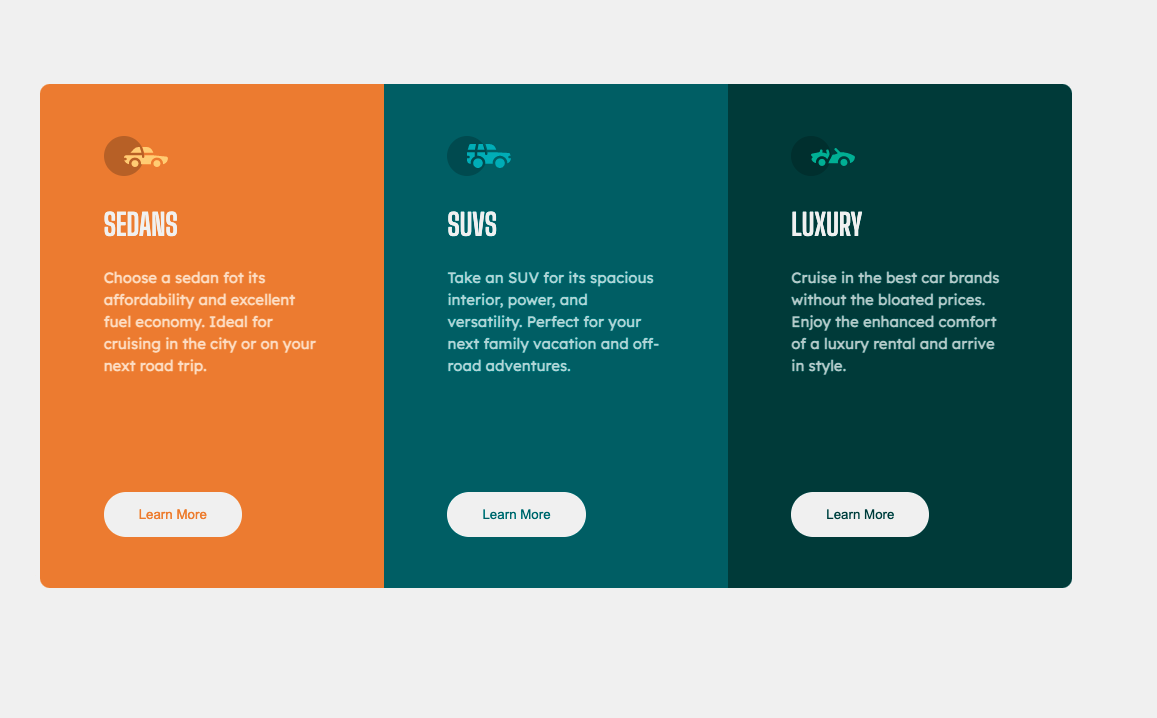 SEDANS
Choose a sedan fot its
affordability and excellent
fuel economy. Ideal for
cruising in the city or on your
next road trip.
Learn More
SUVS
Take an SUV for its spacious
interior, power, and
versatility. Perfect for your
next family vacation and off-
road adventures.
Learn More
LUXURY
Cruise in the best car brands
without the bloated prices.
Enjoy the enhanced comfort
of a luxury rental and arrive
in style.
Learn More